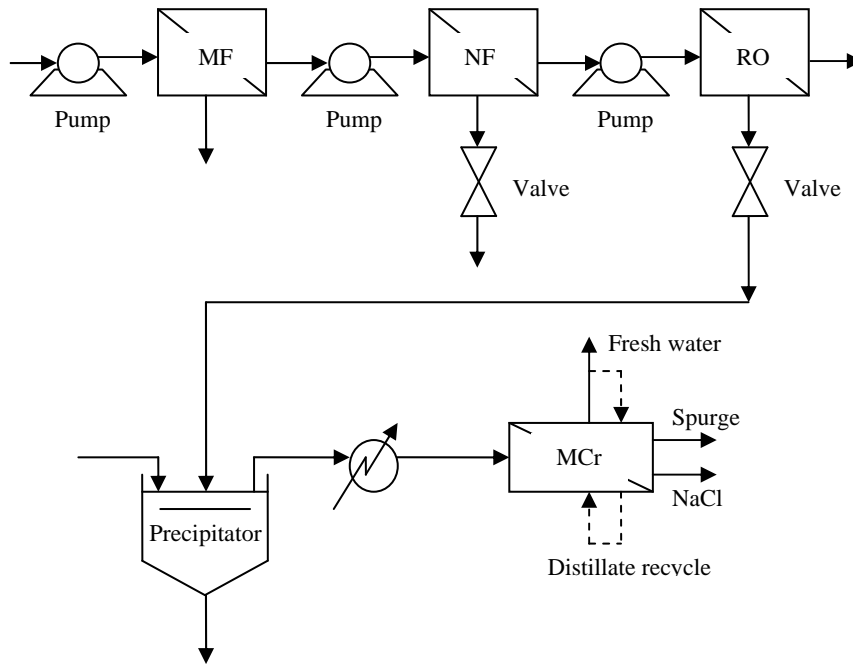 MF
NF
RO
Pump
Pump
Pump
Valve
Valve
Fresh water
Spurge
MCr
NaCl
Precipitator
Distillate recycle